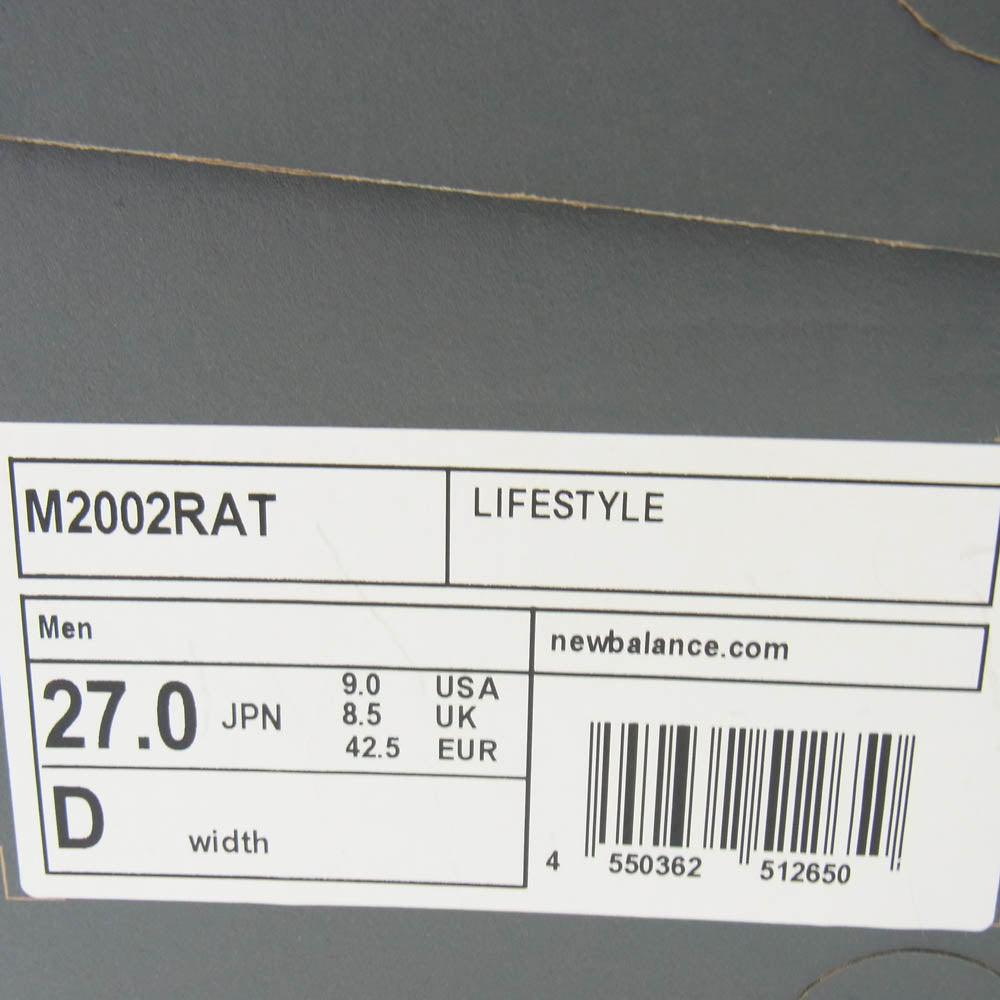 M2002RAT
LIFESTYLE
Men
newbalance.com
27.0 JPN
9.0 USA
8.5 UK
42.5 EUR
D width
4 550362 512650